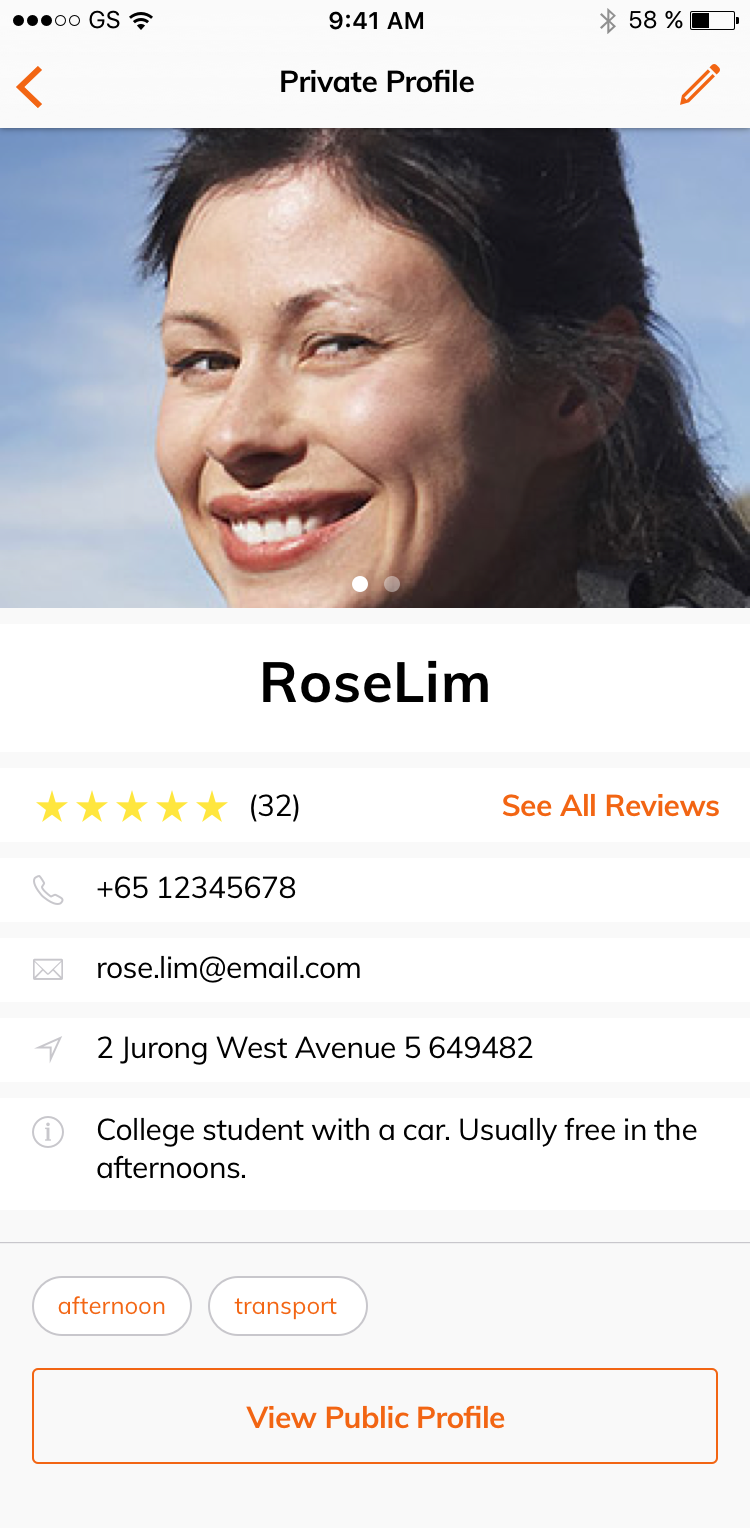 GS 9:41 AM 58 %
Private Profile
RoseLim
(32) See All Reviews
+65 12345678
rose.lim@email.com
2 Jurong West Avenue 5 649482
College student with a car. Usually free in the
afternoons.
afternoon transport
View Public Profile